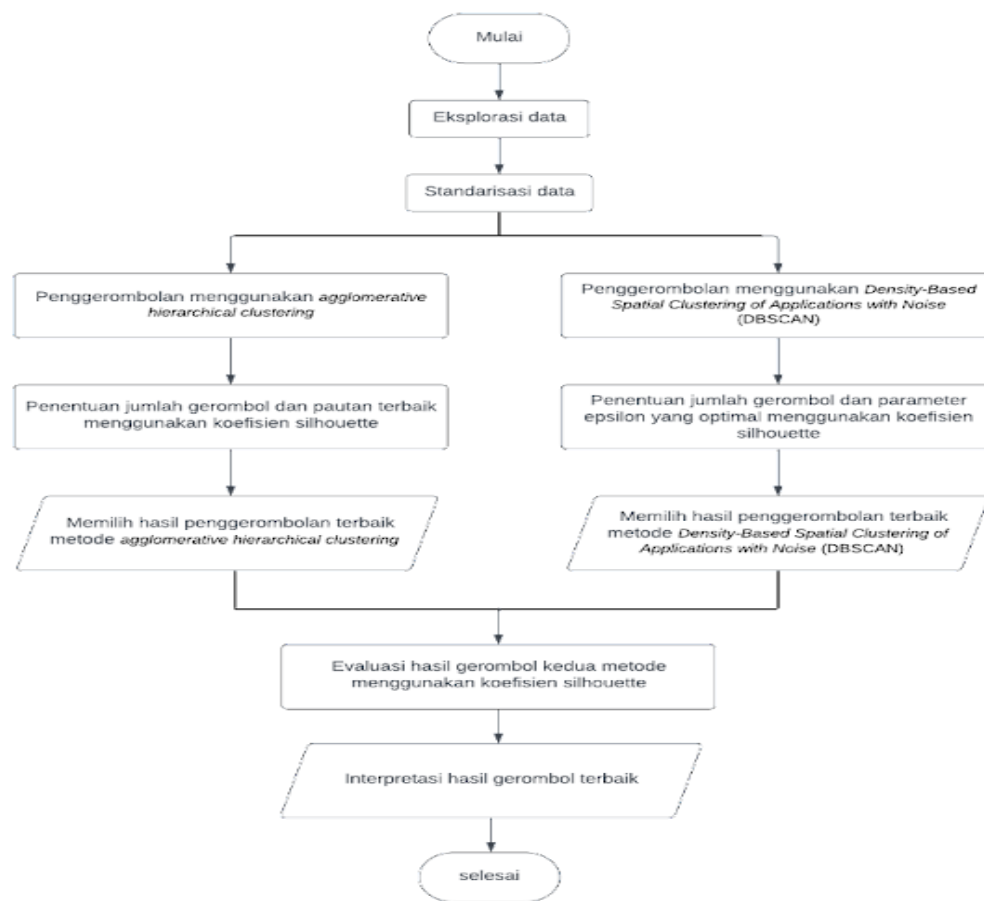 Mulai
Eksplorasi data
Standarisasi data
Penggerombolan menggunakan agglomerative
hierarchical clustering
Penggerombolan menggunakan Density-Based
Spatial Clustering of Applications with Noise
(DBSCAN)
Penentuan jumlah gerombol dan pautan terbaik
menggunakan koefisien silhouette
Penentuan jumlah gerombol dan parameter
epsilon yang optimal menggunakan koefisien
silhouette
Memilih hasil penggerombolan terbaik
metode agglomerative hierarchical clustering
Memilih hasil penggerombolan terbaik
metode Density-Based Spatial Clustering of
Applications with Noise (DBSCAN)
Evaluasi hasil gerombol kedua metode
menggunakan koefisien silhouette
Interpretasi hasil gerombol terbaik
selesai